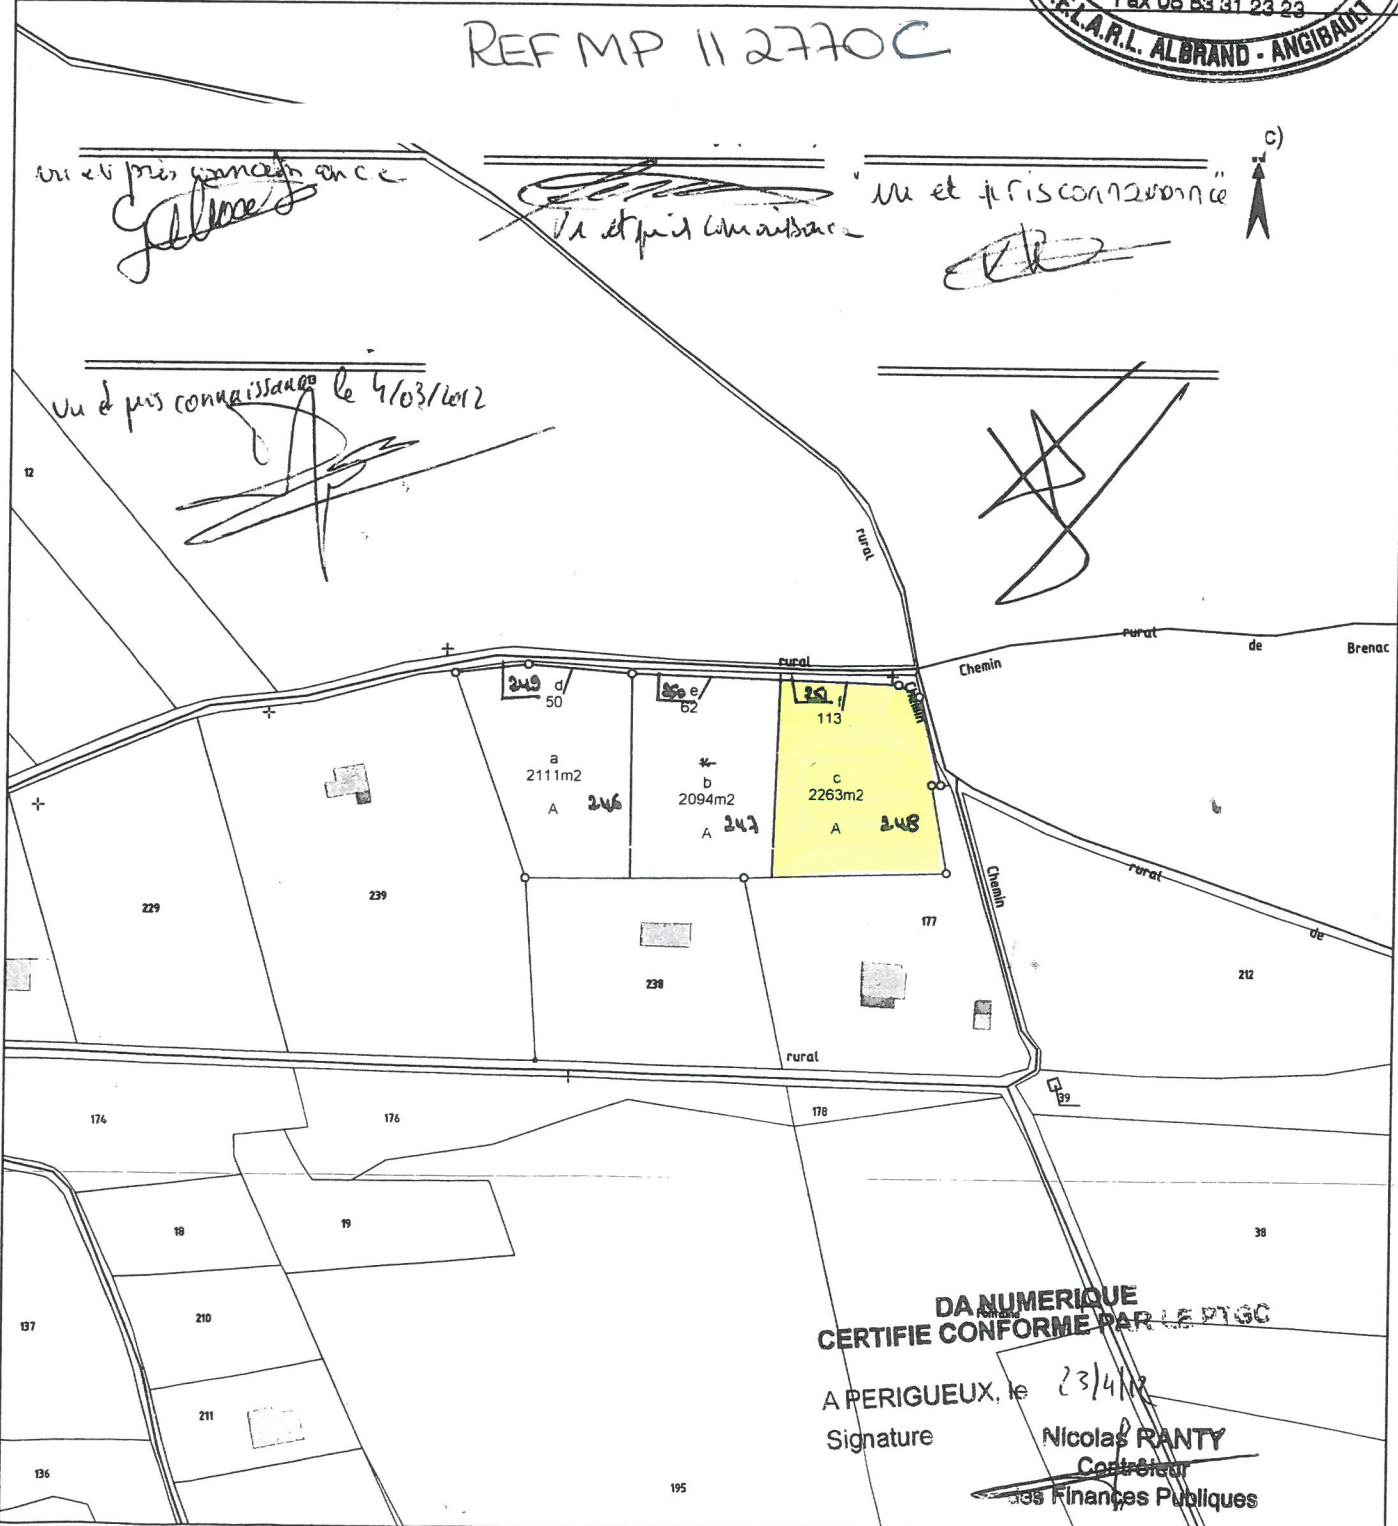 Fax 05 53 31 23 23
E.L.A.R.L. ALBRAND - ANGIBAULT
REF MP 11 2770C
c)
vu et pris connaissance
Vu et pris connaissance
"vu et pris connaissance"
Vu et pris connaissance le 4/03/2012
12
rural
rural
de
Brenac
Chemin
rural
249 d
50
250 e
62
251 f
113
Chemin
a
2111m2
A 246
b
2094m2
A 247
c
2263m2
A 248
Chemin
rural
de
229
239
177
238
212
rural
39
174
176
178
18
19
38
210
137
211
136
195
DA NUMERIQUE
CERTIFIE CONFORME PAR LE PTGC
A PERIGUEUX, le 23/4/12
Signature
Nicolas RANTY
Contrôleur
des Finances Publiques